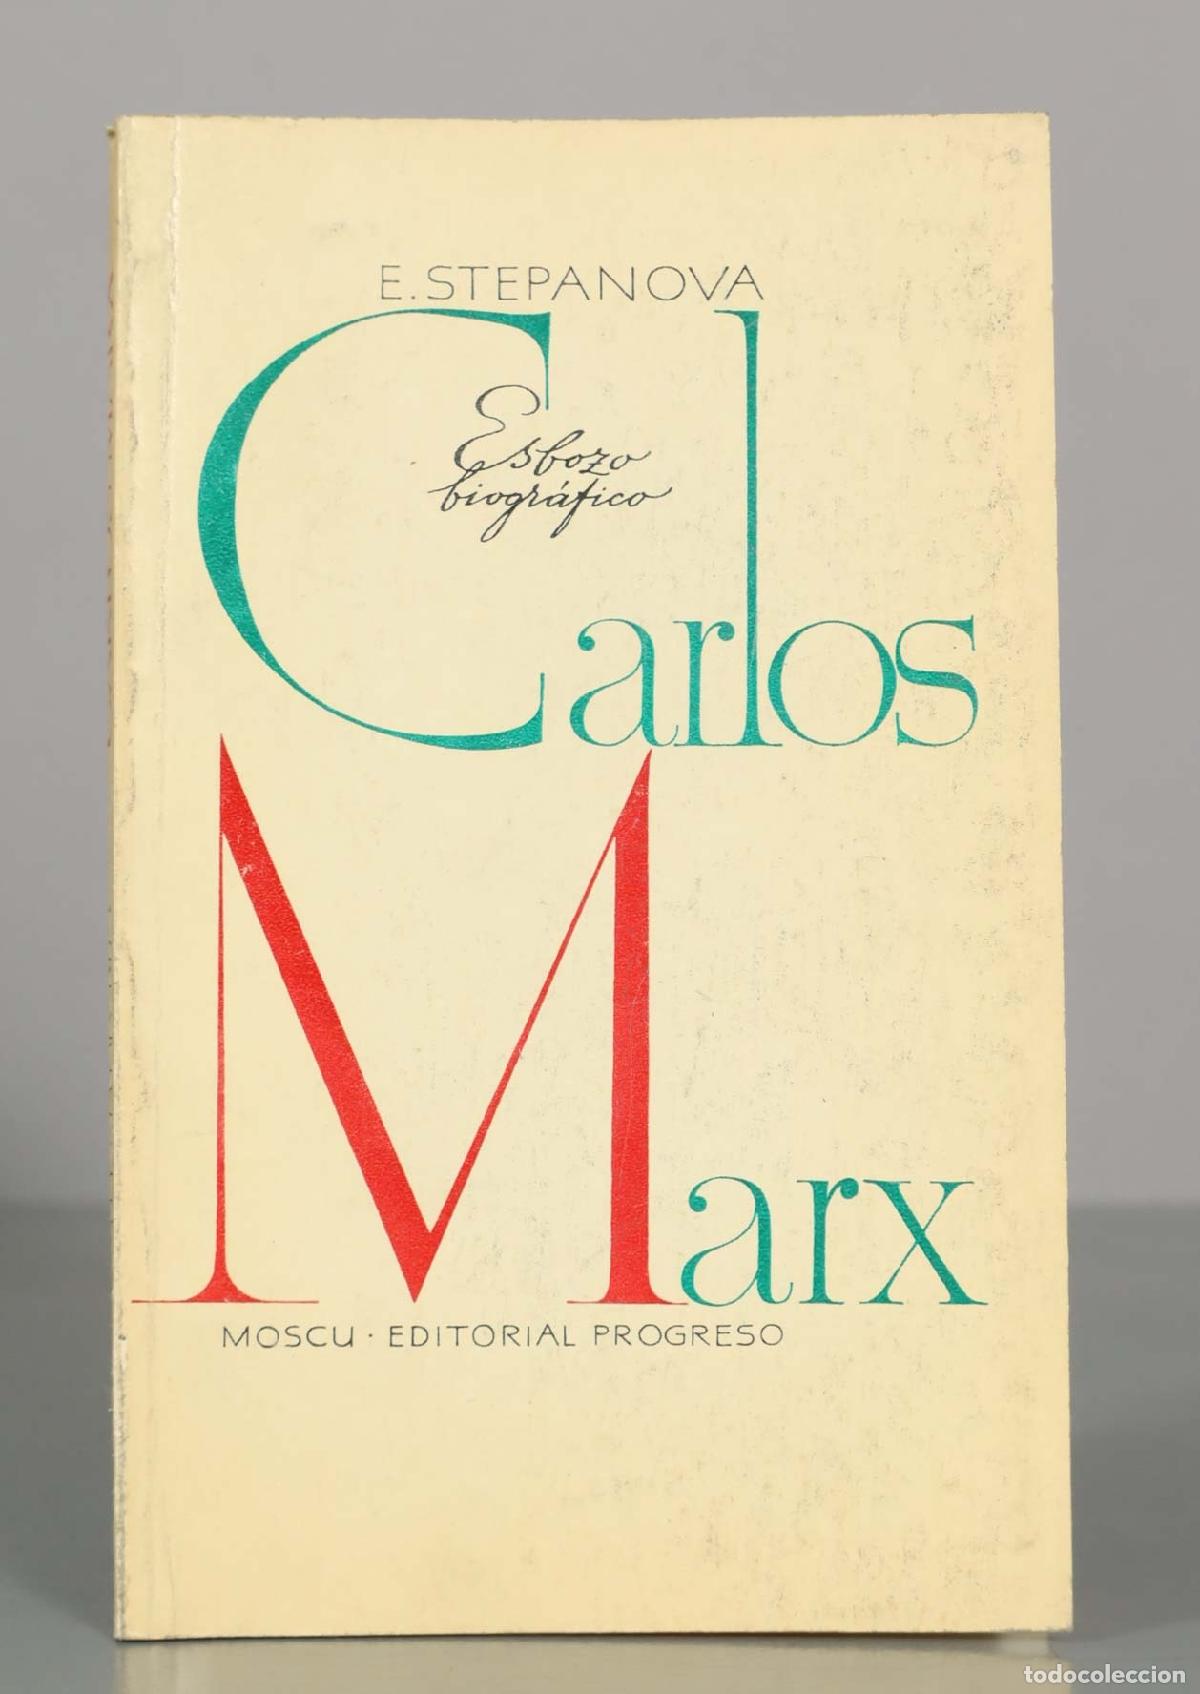 E. STEPANOVA
Esbozo
biográfico
Carlos
Marx
MOSCU · EDITORIAL PROGRESO
todocoleccion